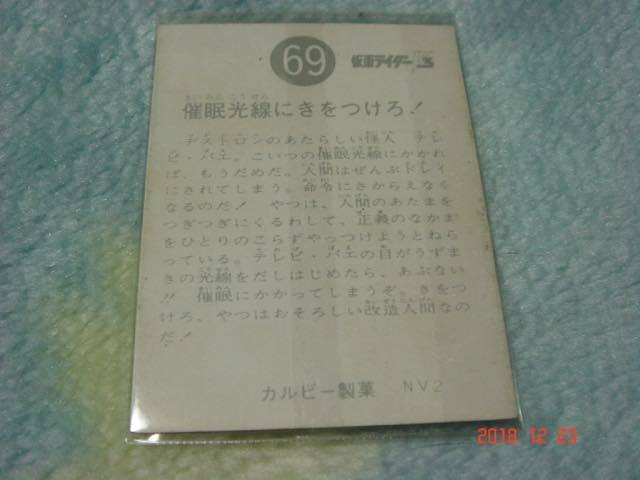 69
仮面ライダー V3
催眠光線にきをつけろ!
デストロンのあたらしい怪人 テレ
ビ・バエ。こいつの催眠光線にかかれ
ば、もうだめだ。人間はぜんぶドレイ
にされてしまう。命令にさからえなく
なるのだ! やつは、人間のあたまを
つぎつぎにくるわして、正義のなかま
をひとりのこらずやっつけようとねら
っている。テレビ・バエの目がうずま
きの光線をだしはじめたら、あぶない
!! 催眠にかかってしまうぞ。きをつ
けろ、やつはおそろしい改造人間なの
だ!
カルビー製菓 NV2
2018 12 23